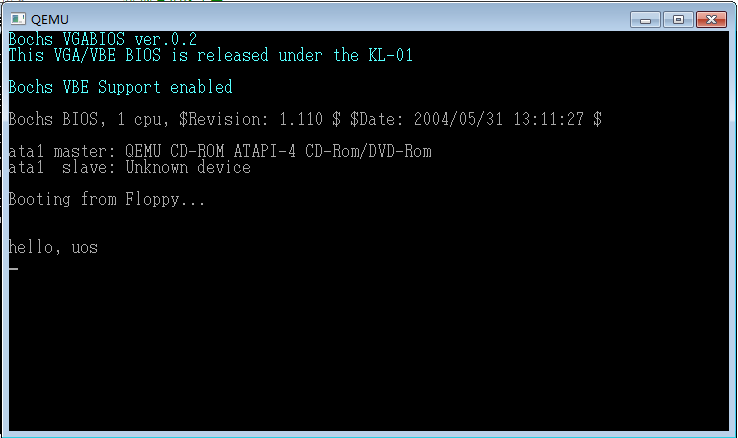 QEMU
Bochs VGABIOS ver.0.2
This VGA/VBE BIOS is released under the KL-01
Bochs VBE Support enabled
Bochs BIOS, 1 cpu, $Revision: 1.110 $ $Date: 2004/05/31 13:11:27 $
ata1 master: QEMU CD-ROM ATAPI-4 CD-Rom/DVD-Rom
ata1  slave: Unknown device
Booting from Floppy...
hello, uos